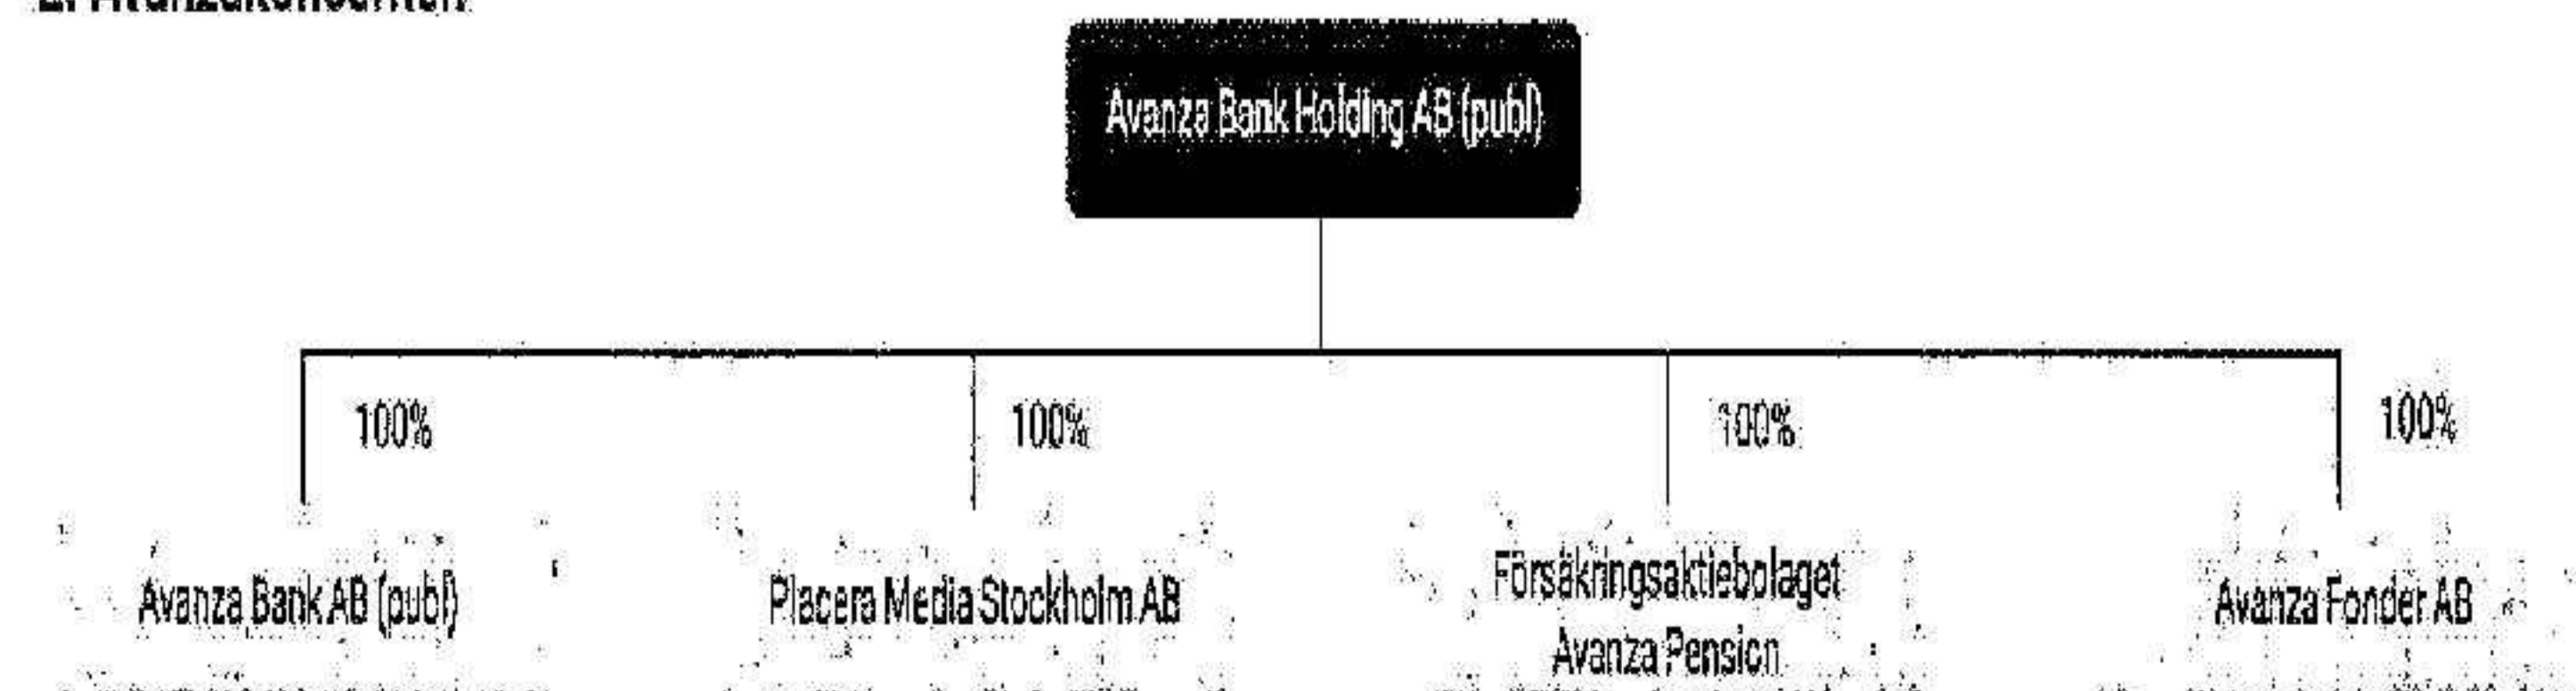 Avanza Bank Holding AB (publ)
100% 100% 100% 100%
Avanza Bank AB (publ)
Placera Media Stockholm AB
Försäkringsaktiebolaget
Avanza Pension
Avanza Fonder AB